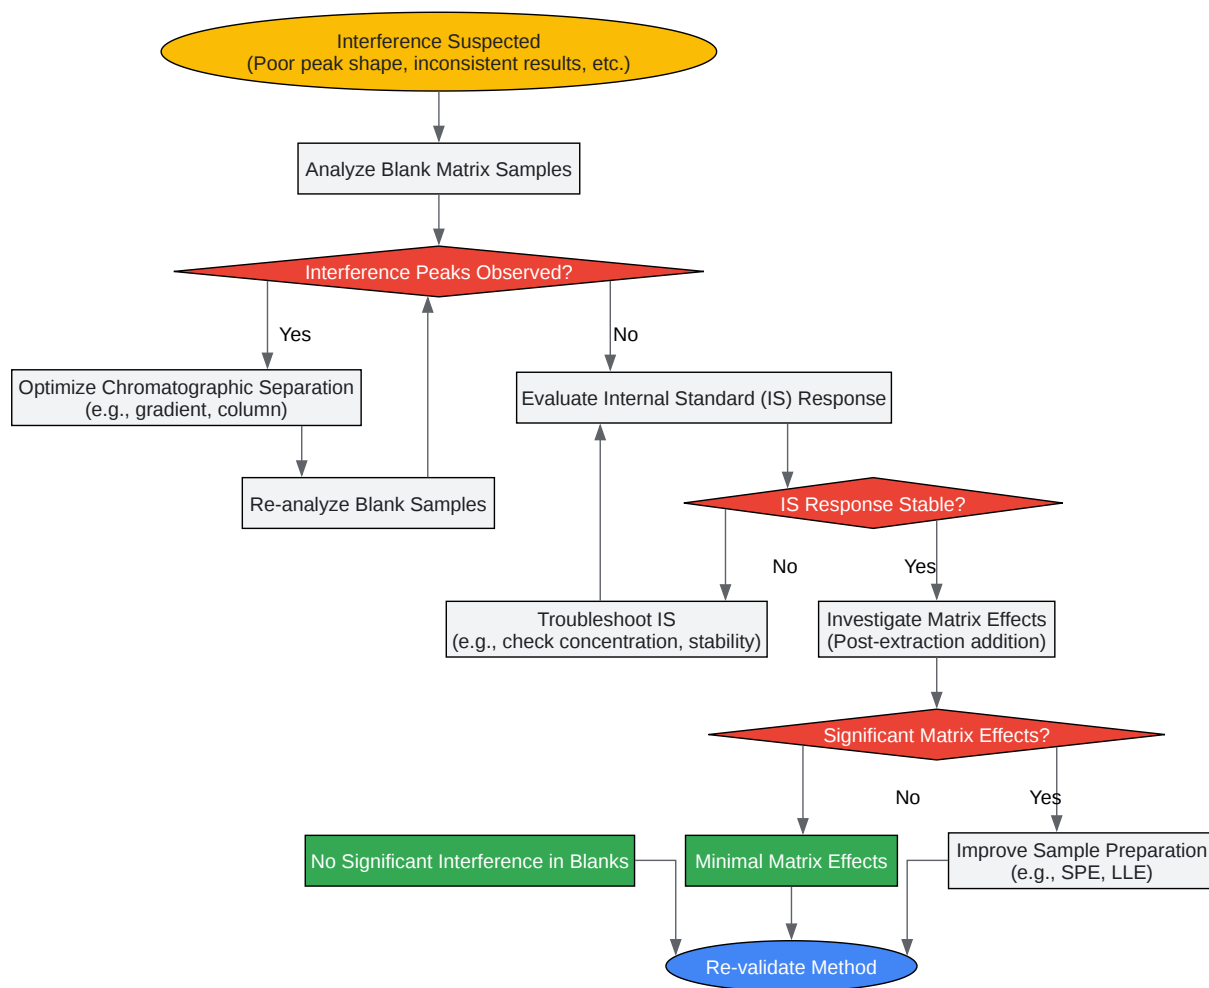 Interference Suspected
(Poor peak shape, inconsistent results, etc.)
Analyze Blank Matrix Samples
Interference Peaks Observed?
Yes
No
Optimize Chromatographic Separation
(e.g., gradient, column)
Evaluate Internal Standard (IS) Response
Re-analyze Blank Samples
IS Response Stable?
No
Yes
Troubleshoot IS
(e.g., check concentration, stability)
Investigate Matrix Effects
(Post-extraction addition)
Significant Matrix Effects?
No
Yes
No Significant Interference in Blanks
Minimal Matrix Effects
Improve Sample Preparation
(e.g., SPE, LLE)
Re-validate Method